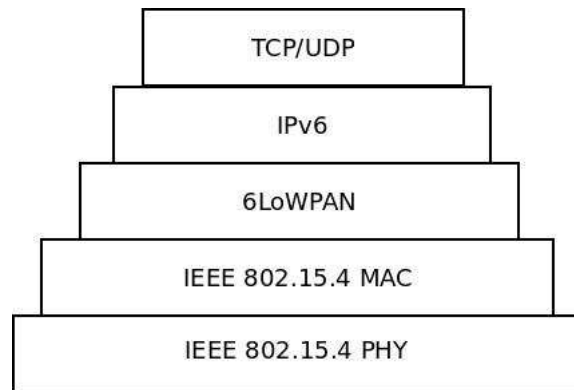 TCP/UDP
IPv6
6LoWPAN
IEEE 802.15.4 MAC
IEEE 802.15.4 PHY